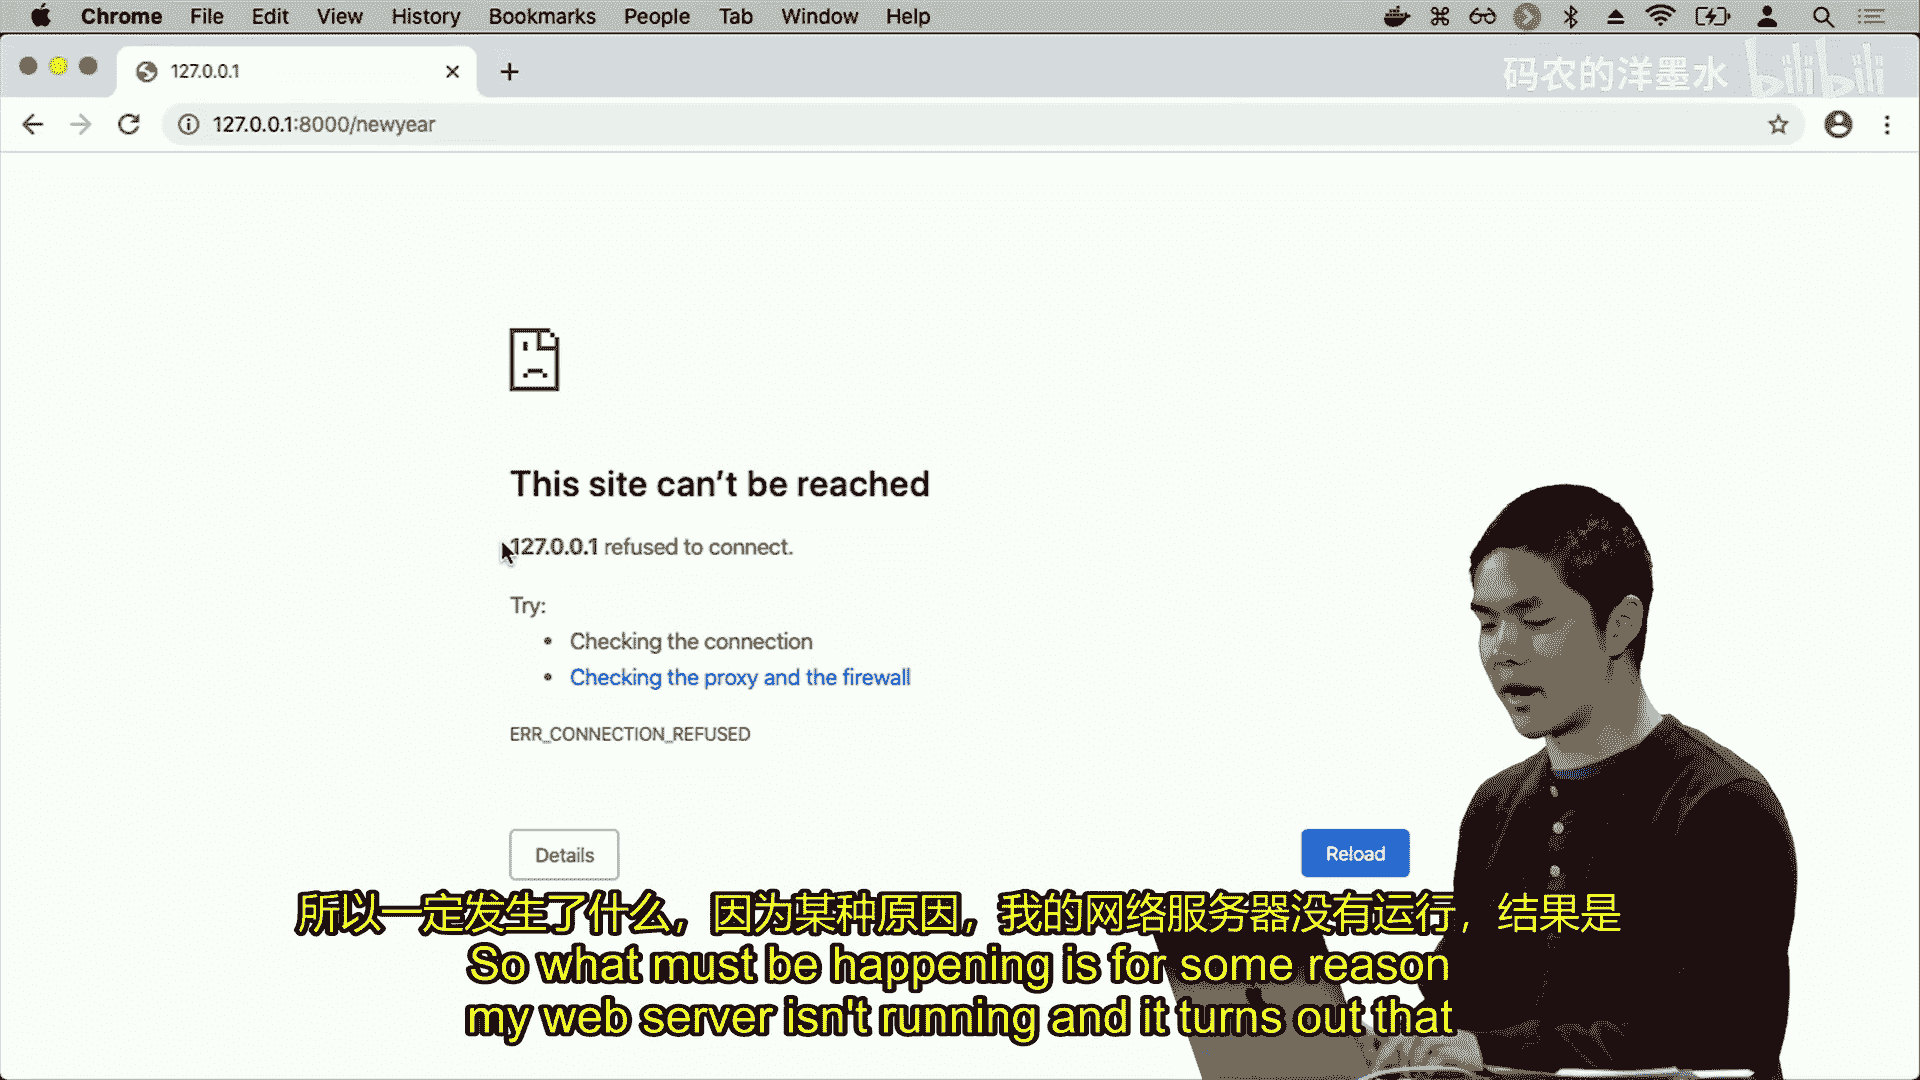 Chrome File Edit View History Bookmarks People Tab Window Help
127.0.0.1
码农的洋墨水 bilibili
127.0.0.1:8000/newyear
This site can’t be reached
127.0.0.1 refused to connect.
Try:
• Checking the connection
• Checking the proxy and the firewall
ERR_CONNECTION_REFUSED
Details
Reload
所以一定发生了什么，因为某种原因，我的网络服务器没有运行，结果是
So what must be happening is for some reason
my web server isn't running and it turns out that